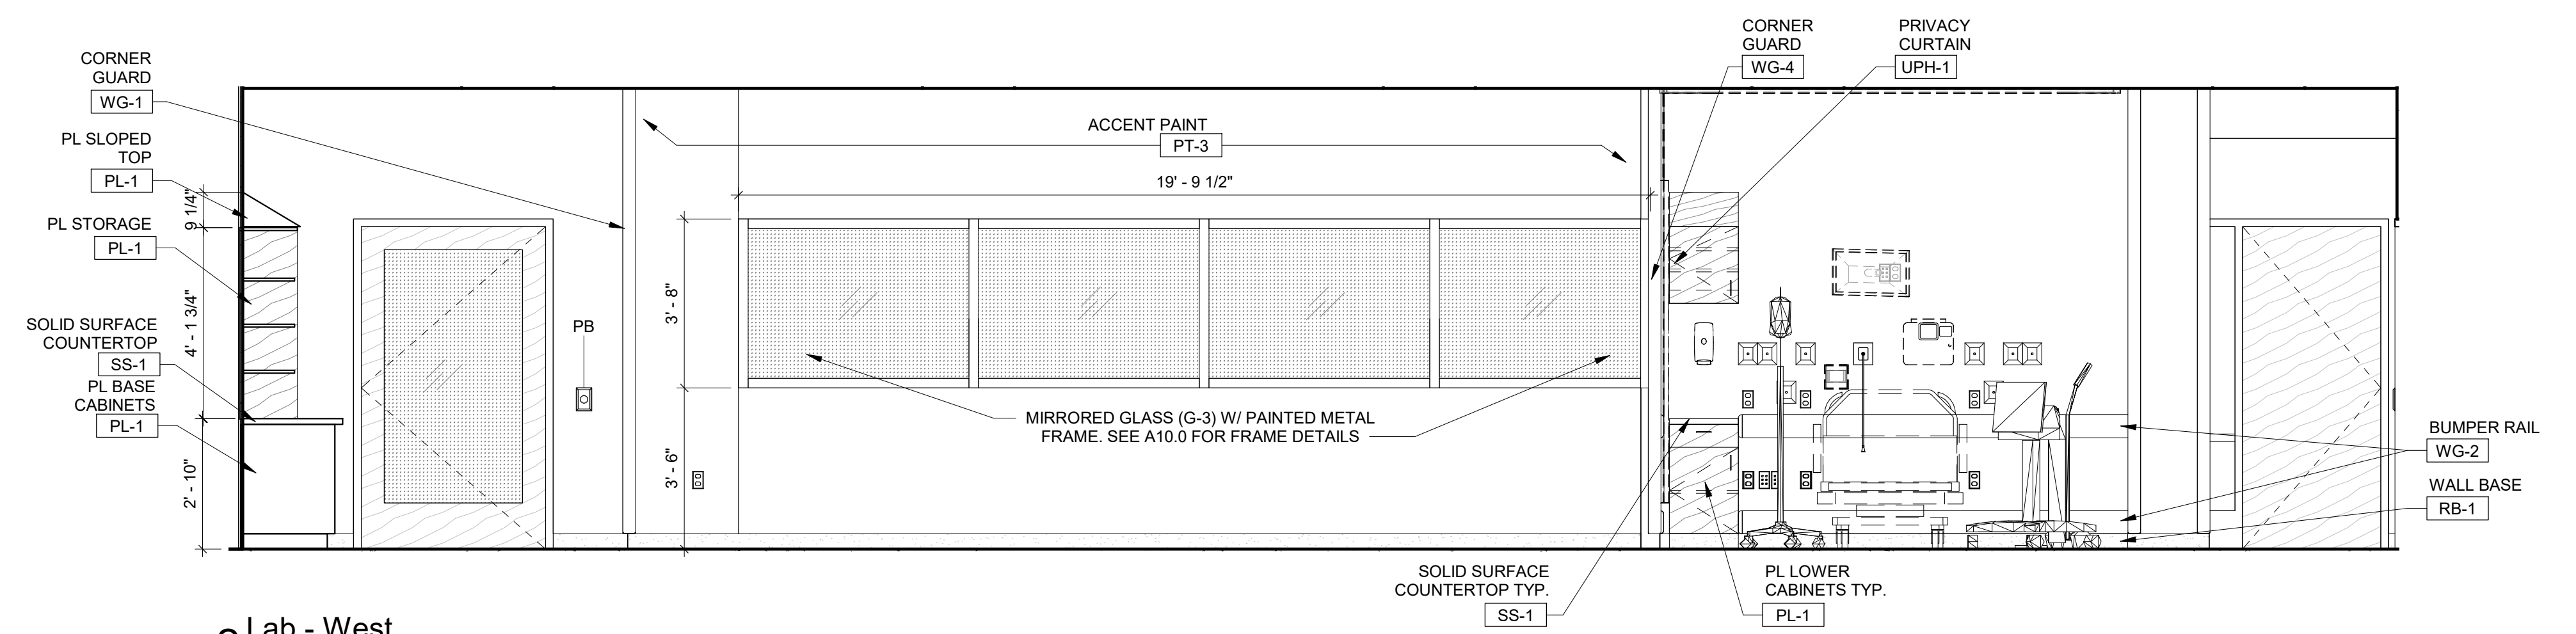 CORNER
GUARD
WG-1
PL SLOPED
TOP
PL-1
9 1/4"
PL STORAGE
PL-1
4' - 1 3/4"
SOLID SURFACE
COUNTERTOP
SS-1
PL BASE
CABINETS
PL-1
2' - 10"
PB
ACCENT PAINT
PT-3
19' - 9 1/2"
3' - 8"
3' - 6"
MIRRORED GLASS (G-3) W/ PAINTED METAL
FRAME. SEE A10.0 FOR FRAME DETAILS
CORNER
GUARD
WG-4
PRIVACY
CURTAIN
UPH-1
BUMPER RAIL
WG-2
WALL BASE
RB-1
SOLID SURFACE
COUNTERTOP TYP.
SS-1
PL LOWER
CABINETS TYP.
PL-1
Lab - West